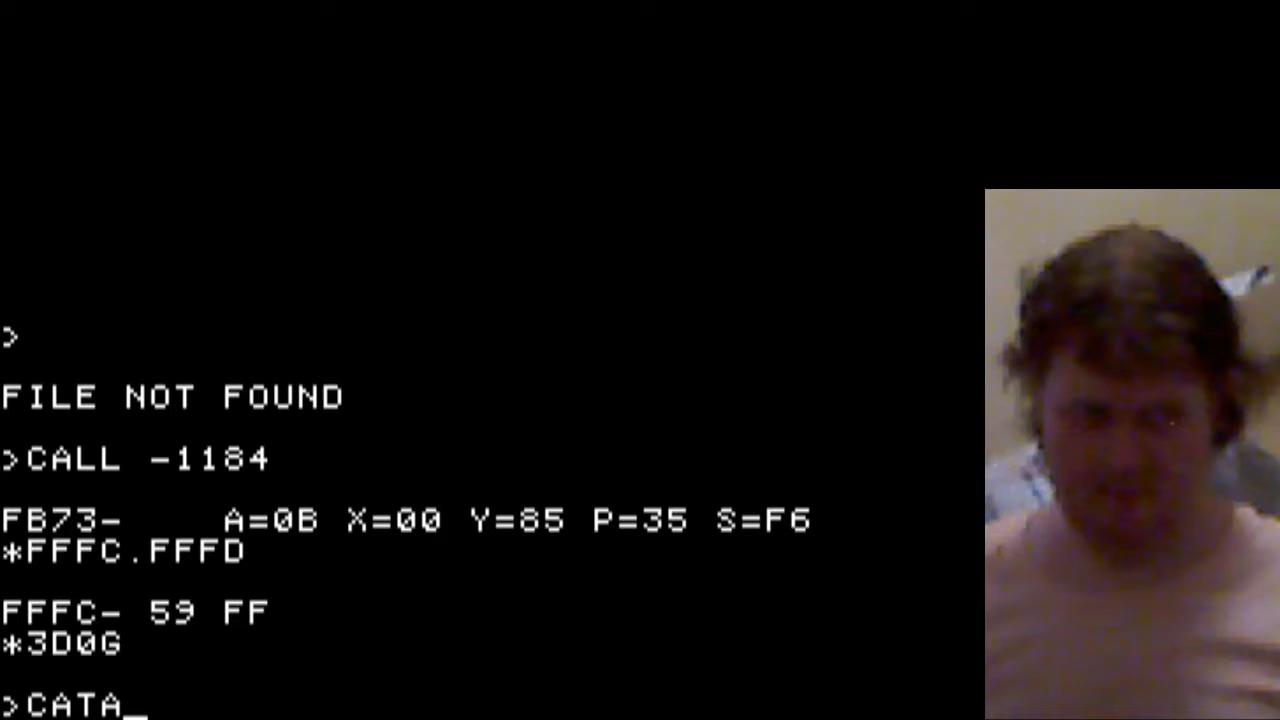 >
FILE NOT FOUND
>CALL -1184
FB73-    A=0B X=00 Y=85 P=35 S=F6
*FFFC.FFFD
FFFC- 59 FF
*3D0G
>CATA_